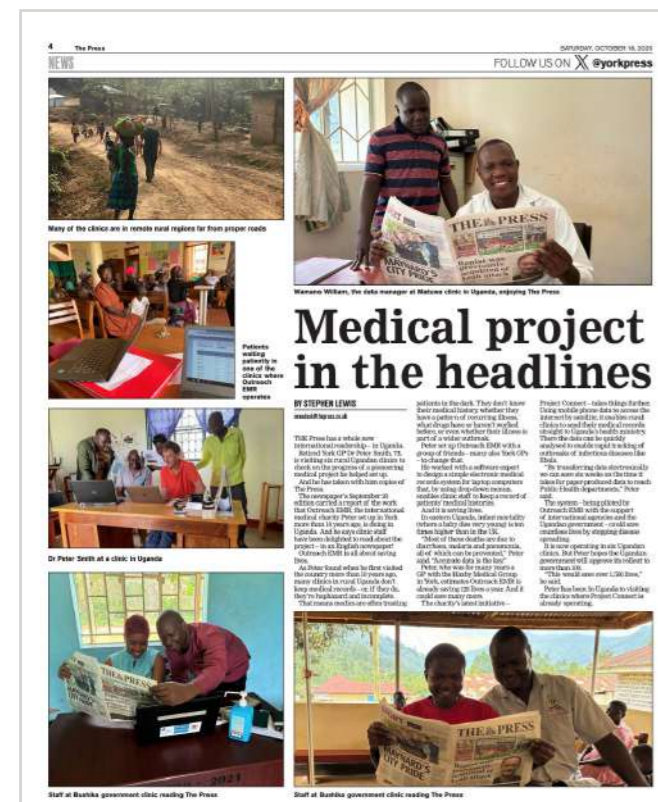 4 The Press
SATURDAY, OCTOBER 18, 2025
NEWS
FOLLOW US ON X @yorkpress
Many of the clinics are in remote rural regions far from proper roads
Wamono William, the data manager at Matuwe clinic in Uganda, enjoying The Press
Patients
waiting
patiently in
one of the
clinics where
Outreach
EMR
operates
Dr Peter Smith at a clinic in Uganda
Medical project
in the headlines
BY STEPHEN LEWIS
THE Press has a whole new
international readership – in Uganda.
Retired York GP Dr Peter Smith, 75,
is visiting six rural Ugandan clinics to
check on the progress of a pioneering
medical project he helped set up.
And he has taken with him copies of
The Press.
The newspaper's September 20
edition carried a report of the work
that Outreach EMR, the international
medical charity Peter set up in York
more than 15 years ago, is doing in
Uganda. And he says clinic staff
have been delighted to read about the
project – in an English newspaper!
Outreach EMR is all about saving
lives.
As Peter found when he first visited
the country more than 15 years ago,
many clinics in rural Uganda don't
keep medical records – or, if they do,
they're haphazard and incomplete.
That means medics are often treating
patients in the dark. They don't know
their medical history, whether they
have a pattern of recurring illness,
what drugs have or haven't worked
before, or even whether their illness is
part of a wider outbreak.
Peter set up Outreach EMR with a
group of friends – many also York GPs
– to change that.
He worked with a software expert
to design a simple electronic medical
records system for laptop computers
that, by using drop-down menus,
enables clinic staff to keep a record of
patients' medical histories.
And it is saving lives.
In eastern Uganda, infant mortality
(where a baby dies very young) is ten
times higher than in the UK.
"Most of these deaths are due to
diarrhoea, malaria and pneumonia,
all of which can be prevented," Peter
said. "Accurate data is the key."
Peter, who was for many years a
GP with the Haxby Medical Group
in York, estimates Outreach EMR is
already saving 120 lives a year. And it
could save many more.
The charity's latest initiative –
Project Connect – takes things further.
Using mobile phone data to access the
internet by satellite, it enables rural
clinics to send their medical records
straight to Uganda's health ministry.
There the data can be quickly
analysed to enable rapid tracking of
outbreaks of infectious diseases like
Ebola.
"By transferring data electronically
we can save six weeks on the time it
takes for paper-produced data to reach
Public Health departments," Peter
said.
The system – being piloted by
Outreach EMR with the support
of international agencies and the
Ugandan government – could save
countless lives by stopping disease
spreading.
It is now operating in six Ugandan
clinics. But Peter hopes the Ugandan
government will approve its rollout to
more than 100.
"This would save over 1,500 lives,"
he said.
Peter has been in Uganda to visiting
the clinics where Project Connect is
already operating.
THE PRESS
MAYNARD'S
CITY PRIDE
THE PRESS
THE PRESS
MAYNARD'S
CITY PRIDE
2021
Staff at Bushika government clinic reading The Press
Staff at Bushika government clinic reading The Press